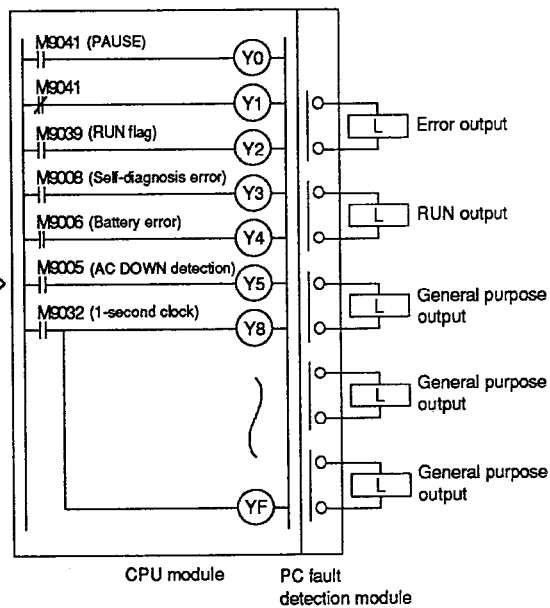 M9041 (PAUSE)
Y0
M9041
Y1
M9039 (RUN flag)
Y2
M9008 (Self-diagnosis error)
Y3
M9006 (Battery error)
Y4
M9005 (AC DOWN detection)
Y5
M9032 (1-second clock)
Y8
YF
L
Error output
L
RUN output
L
General purpose
output
L
General purpose
output
L
General purpose
output
CPU module
PC fault
detection module